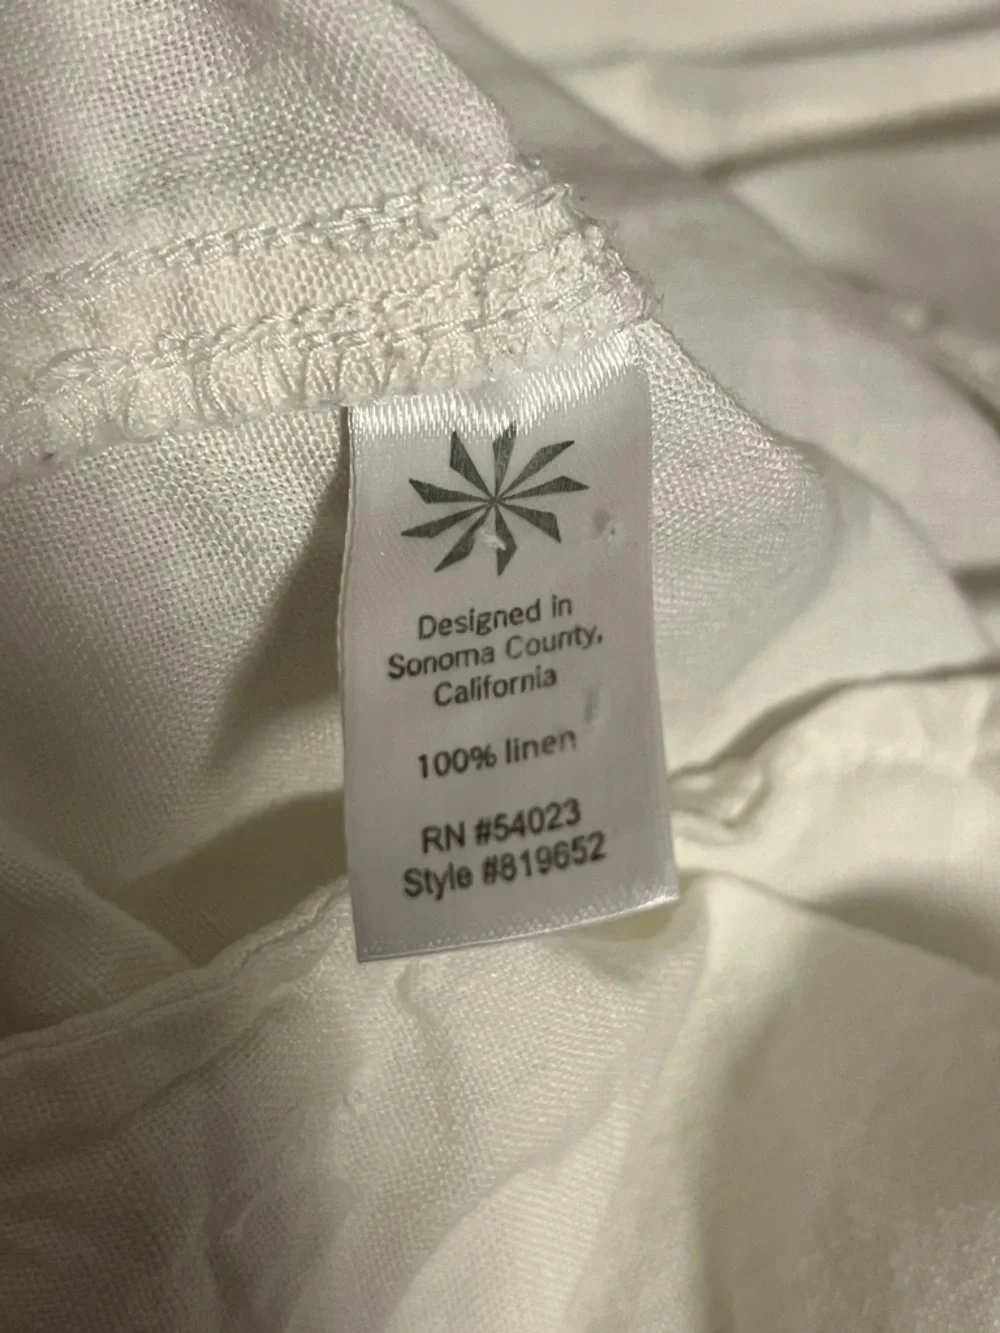 Designed in
Sonoma County,
California
100% linen
RN #54023
Style #819652